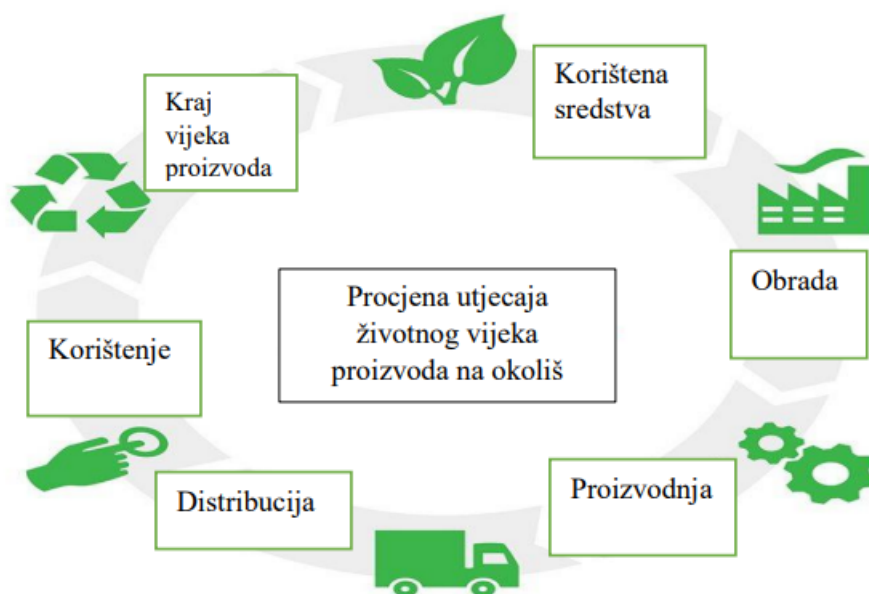 Korištena
sredstva
Kraj
vijeka
proizvoda
Obrada
Procjena utjecaja
životnog vijeka
proizvoda na okoliš
Korištenje
Proizvodnja
Distribucija